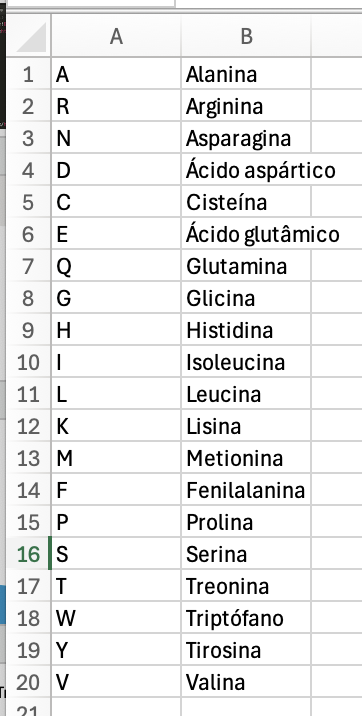 A B
1 A Alanina
2 R Arginina
3 N Asparagina
4 D Ácido aspártico
5 C Cisteína
6 E Ácido glutâmico
7 Q Glutamina
8 G Glicina
9 H Histidina
10 I Isoleucina
11 L Leucina
12 K Lisina
13 M Metionina
14 F Fenilalanina
15 P Prolina
16 S Serina
17 T Treonina
18 W Triptófano
19 Y Tirosina
20 V Valina
21